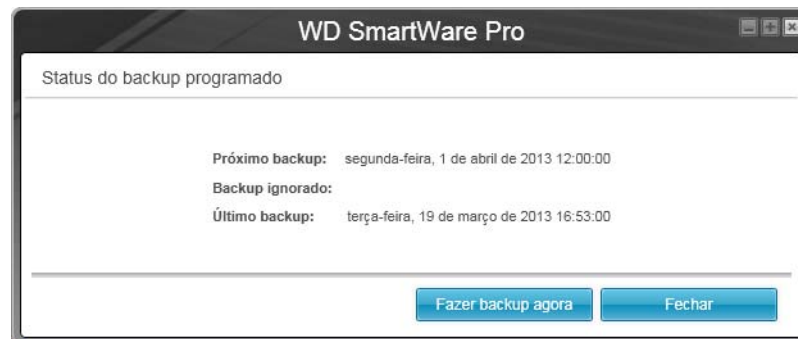 WD SmartWare Pro
Status do backup programado
Próximo backup: segunda-feira, 1 de abril de 2013 12:00:00
Backup ignorado:
Último backup: terça-feira, 19 de março de 2013 16:53:00
Fazer backup agora Fechar